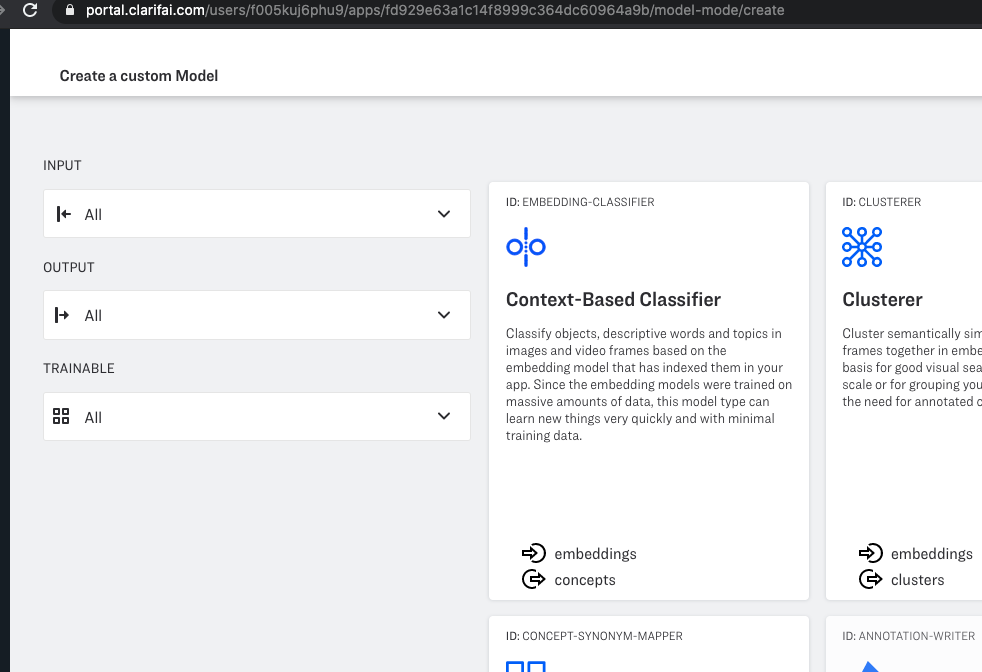 portal.clarifai.com/users/f005kuj6phu9/apps/fd929e63a1c14f8999c364dc60964a9b/model-mode/create
Create a custom Model
INPUT
All
OUTPUT
All
TRAINABLE
All
ID: EMBEDDING-CLASSIFIER
Context-Based Classifier
Classify objects, descriptive words and topics in
images and video frames based on the
embedding model that has indexed them in your
app. Since the embedding models were trained on
massive amounts of data, this model type can
learn new things very quickly and with minimal
training data.
embeddings
concepts
ID: CLUSTERER
Clusterer
Cluster semantically sim
frames together in embe
basis for good visual sea
scale or for grouping you
the need for annotated c
embeddings
clusters
ID: CONCEPT-SYNONYM-MAPPER
ID: ANNOTATION-WRITER